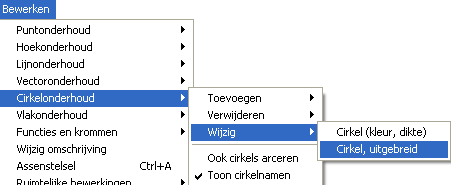 Bewerken
Puntonderhoud
Hoekonderhoud
Lijnonderhoud
Vectoronderhoud
Cirkelonderhoud
Vlakonderhoud
Functies en krommen
Wijzig omschrijving
Assenstelsel Ctrl+A
Ruimtelijke bewerkingen
Toevoegen
Verwijderen
Wijzig
Ook cirkels arceren
Toon cirkelnamen
Cirkel (kleur, dikte)
Cirkel, uitgebreid